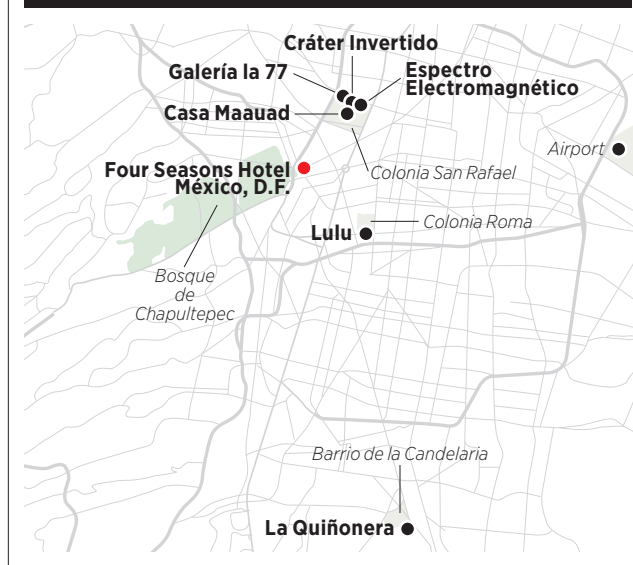 Cráter Invertido
Galería la 77
Espectro
Electromagnético
Casa Maauad
Airport
Four Seasons Hotel
México, D.F.
Colonia San Rafael
Colonia Roma
Lulu
Bosque
de
Chapultepec
Barrio de la Candelaria
La Quiñonera